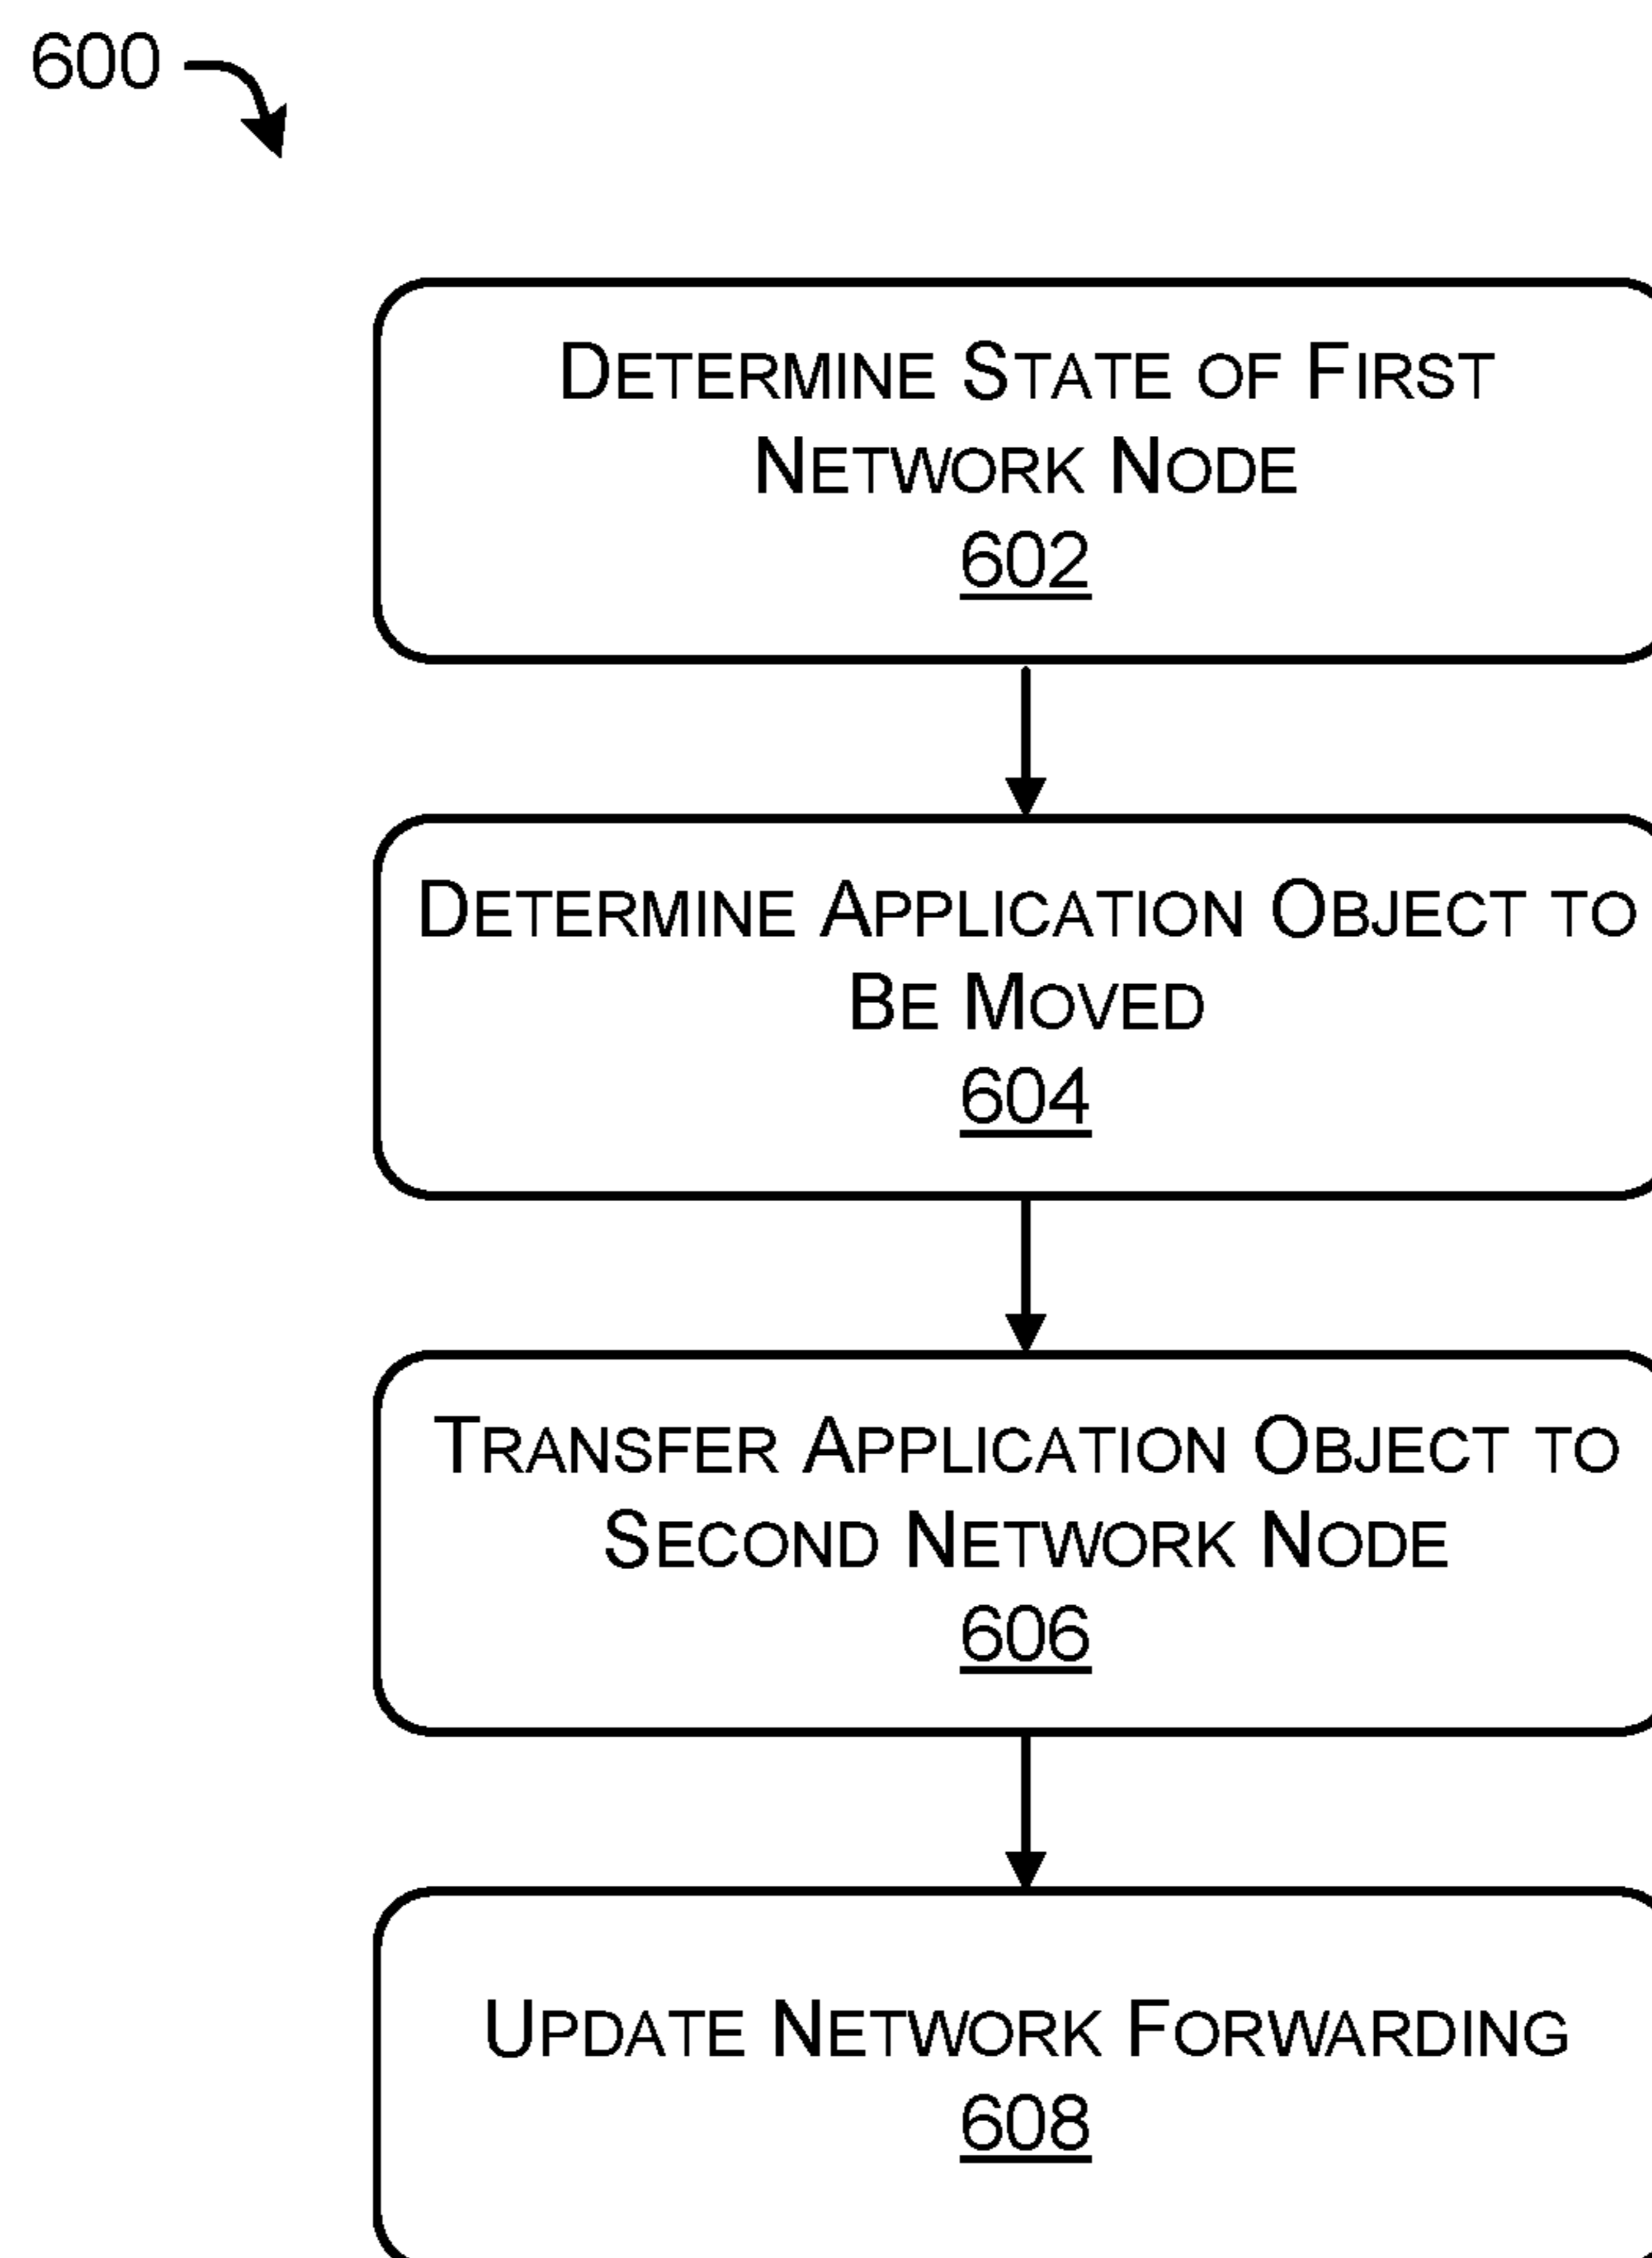 600
DETERMINE STATE OF FIRST
NETWORK NODE
602
DETERMINE APPLICATION OBJECT TO
BE MOVED
604
TRANSFER APPLICATION OBJECT TO
SECOND NETWORK NODE
606
UPDATE NETWORK FORWARDING
608